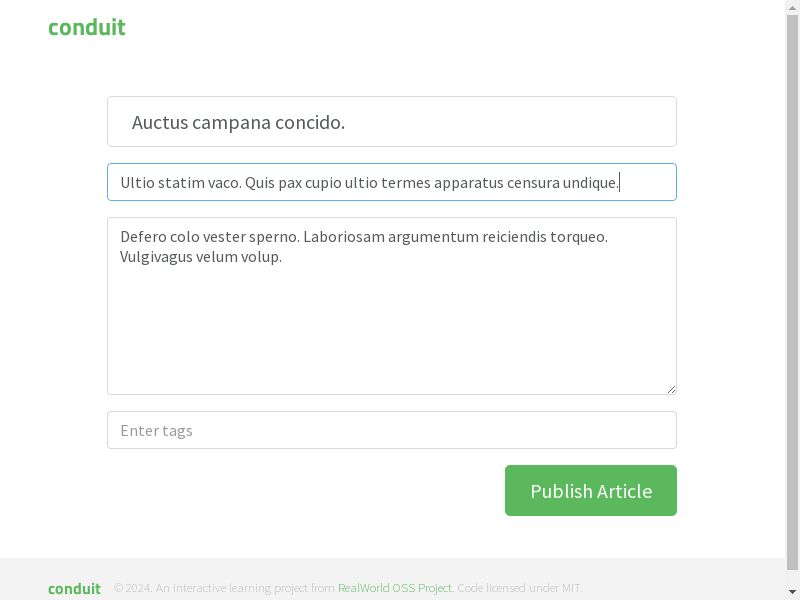 conduit
Auctus campana concido.
Ultio statim vaco. Quis pax cupio ultio termes apparatus censura undique.
Defero colo vester sperno. Laboriosam argumentum reiciendis torqueo.
Vulgivagus velum volup.
Enter tags
Publish Article
conduit © 2024. An interactive learning project from RealWorld OSS Project. Code licensed under MIT.